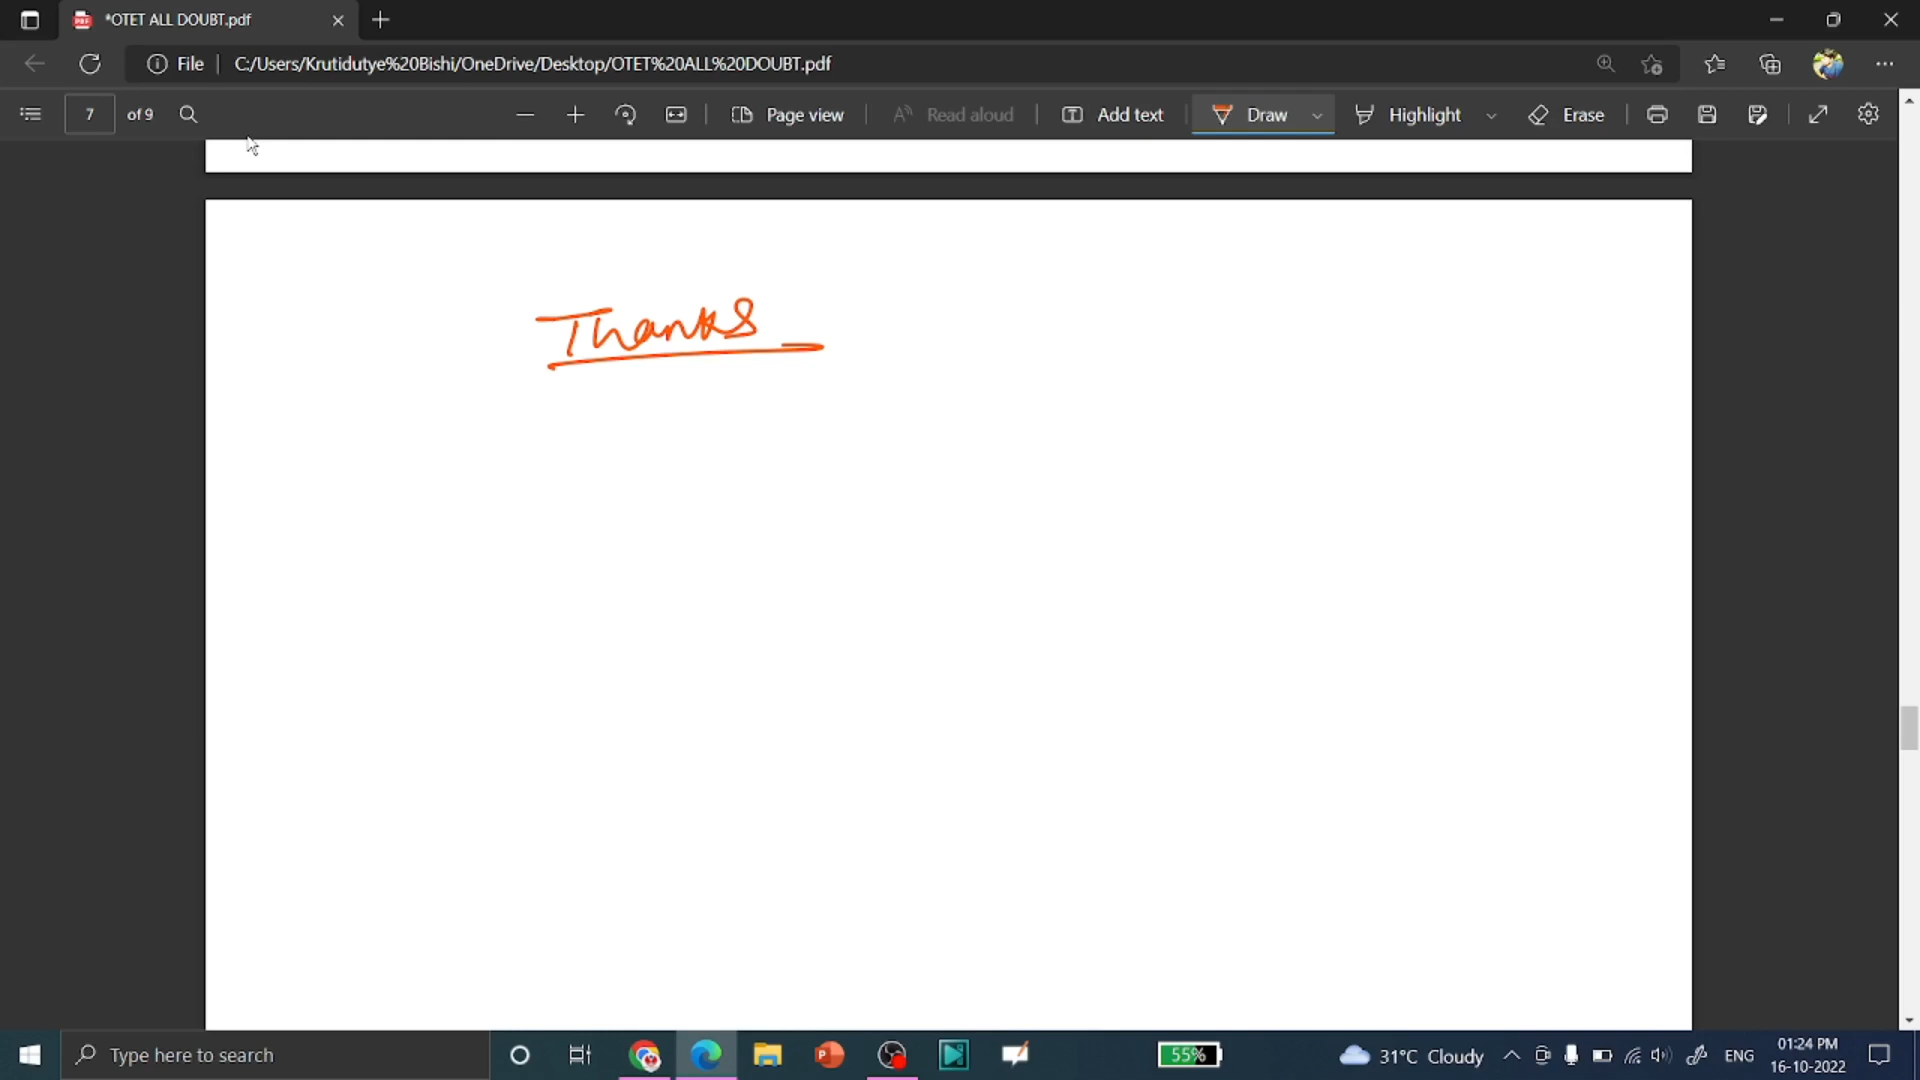 *OTET ALL DOUBT.pdf
File C:/Users/Krutidutye%20Bishi/OneDrive/Desktop/OTET%20ALL%20DOUBT.pdf
7 of 9 Page view Read aloud Add text Draw Highlight Erase
Thanks
Type here to search 55% 31°C Cloudy ENG 01:24 PM
16-10-2022